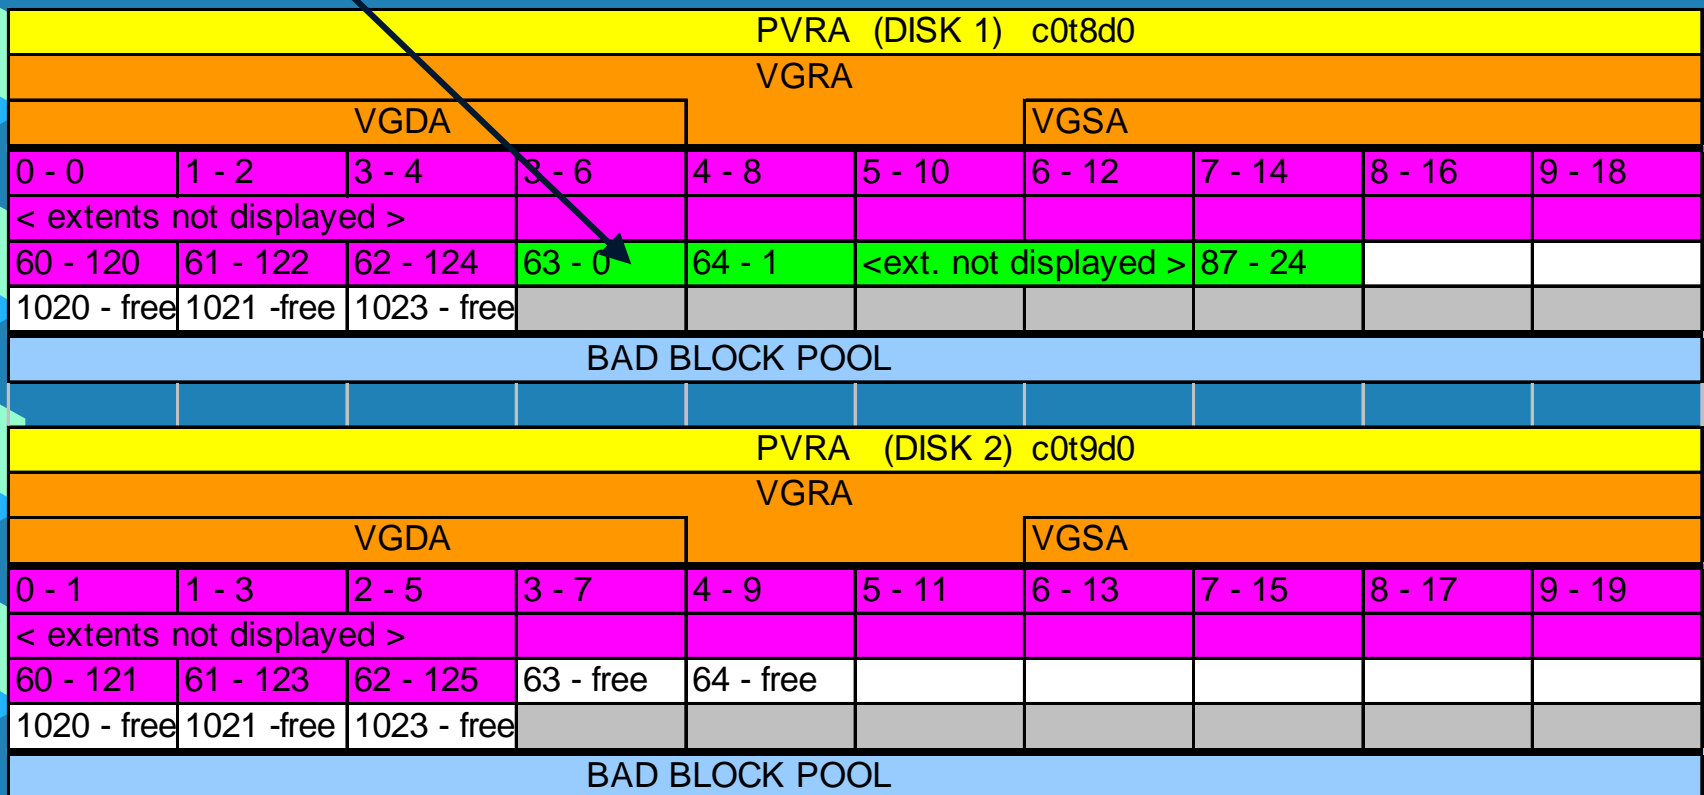 PVRA (DISK 1) c0t8d0
VGRA
VGDA VGSA
0 - 0 1 - 2 3 - 4 3 - 6 4 - 8 5 - 10 6 - 12 7 - 14 8 - 16 9 - 18
< extents not displayed >
60 - 120 61 - 122 62 - 124 63 - 0 64 - 1 <ext. not displayed > 87 - 24
1020 - free 1021 -free 1023 - free
BAD BLOCK POOL
PVRA (DISK 2) c0t9d0
VGRA
VGDA VGSA
0 - 1 1 - 3 2 - 5 3 - 7 4 - 9 5 - 11 6 - 13 7 - 15 8 - 17 9 - 19
< extents not displayed >
60 - 121 61 - 123 62 - 125 63 - free 64 - free
1020 - free 1021 -free 1023 - free
BAD BLOCK POOL